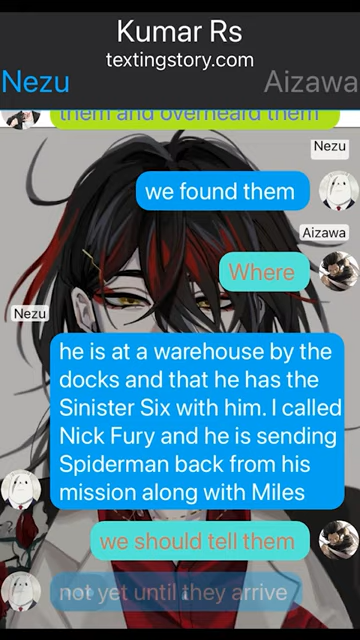 Kumar Rs
textingstory.com
Nezu Aizawa
them and overheard them
Nezu
we found them
Aizawa
Where
Nezu
he is at a warehouse by the
docks and that he has the
Sinister Six with him. I called
Nick Fury and he is sending
Spiderman back from his
mission along with Miles
we should tell them
not yet until they arrive